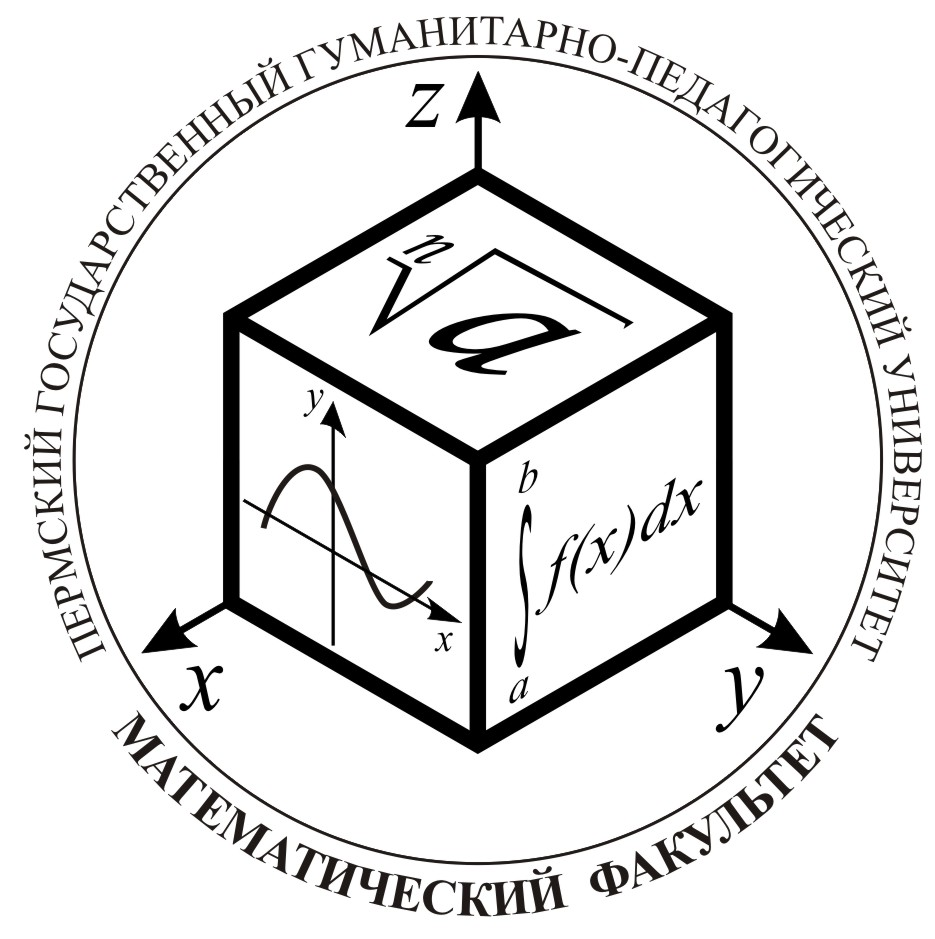 ПЕРМСКИЙ ГОСУДАРСТВЕННЫЙ ГУМАНИТАРНО-ПЕДАГОГИЧЕСКИЙ УНИВЕРСИТЕТ
z
n√a
y
x
b
∫f(x)dx
a
x
y
МАТЕМАТИЧЕСКИЙ ФАКУЛЬТЕТ